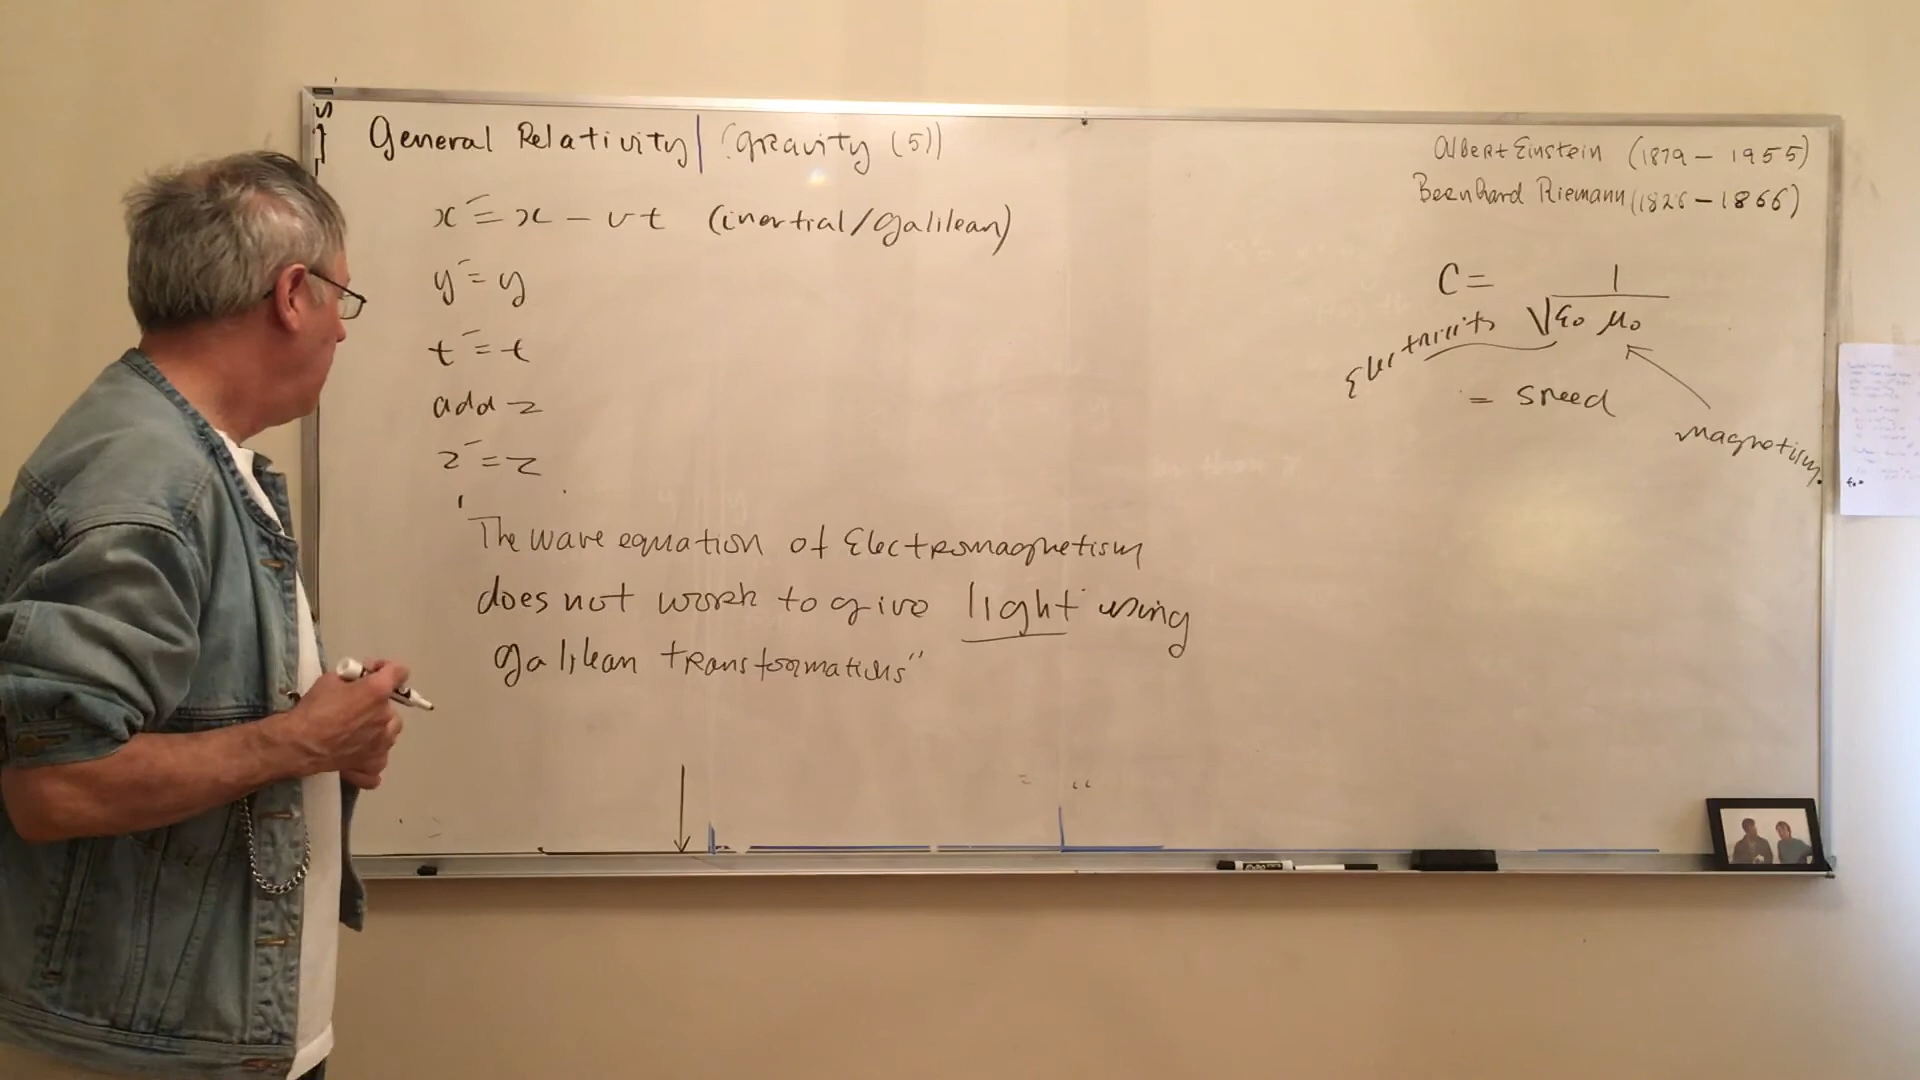 General Relativity | (gravity (5))
Albert Einstein (1879 - 1955)
Bernhard Riemann (1826 - 1866)
x̄ = x - vt (inertial/galilean)
ȳ = y
t̄ = t
add z
z̄ = z
C = 1 / √ε₀ μ₀
Electricity
= speed
magnetism
"The wave equation of Electromagnetism
does not work to give light using
galilean transformations"